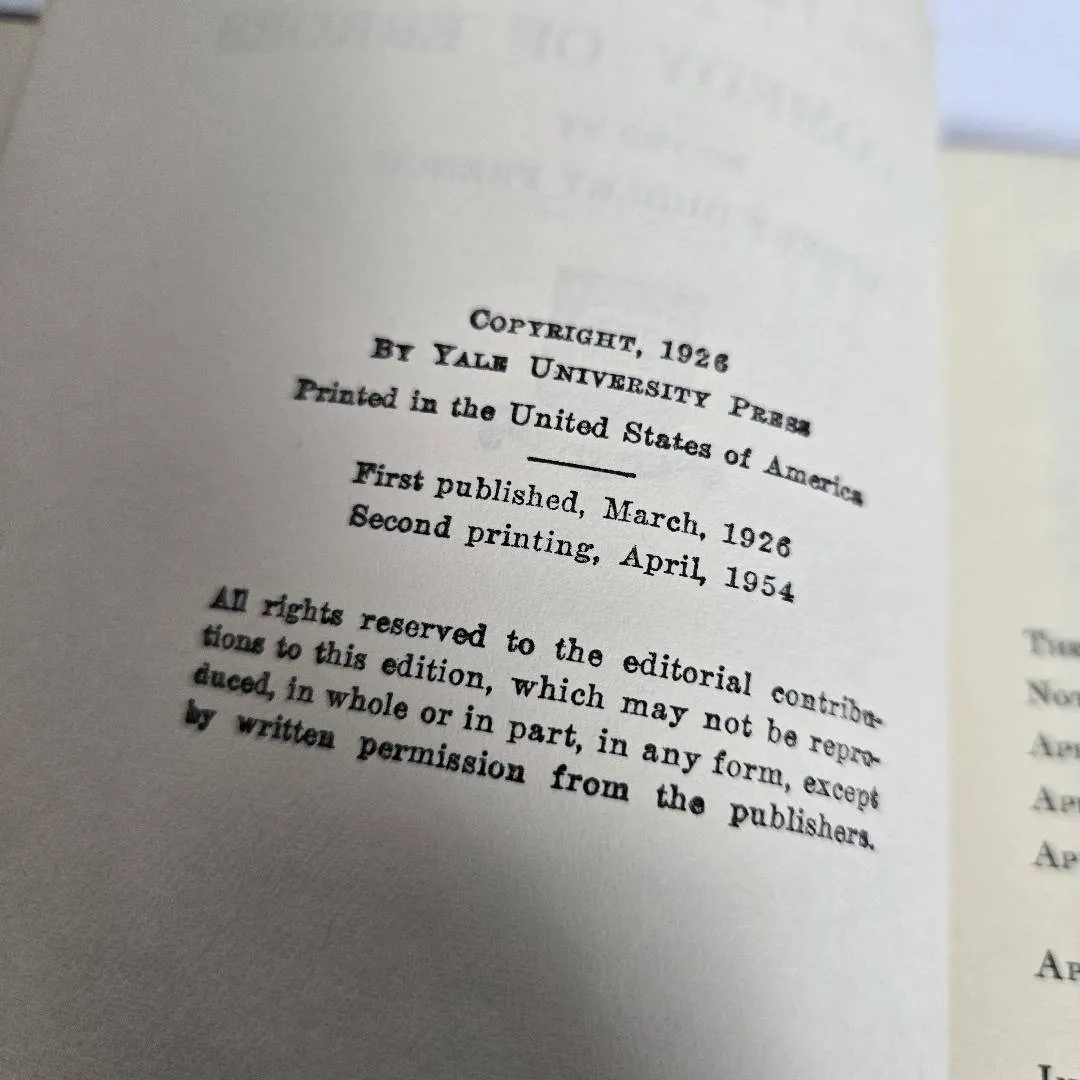 COPYRIGHT, 1926
BY YALE UNIVERSITY PRESS
Printed in the United States of America
First published, March, 1926
Second printing, April, 1954
All rights reserved to the editorial contribu-
tions to this edition, which may not be repro-
duced, in whole or in part, in any form, except
by written permission from the publishers.